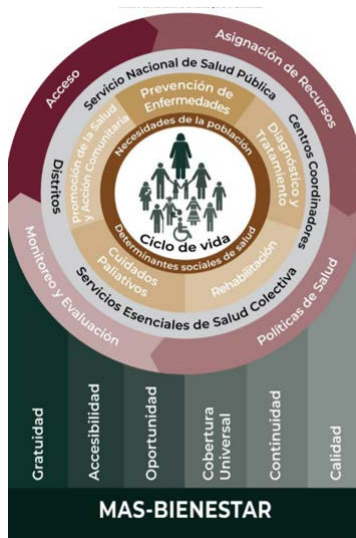 Acceso
Asignación de Recursos
Políticas de Salud
Monitoreo y Evaluación
Servicio Nacional de Salud Pública
Centros Coordinadores
Servicios Esenciales de Salud Colectiva
Distritos
Prevención de
Enfermedades
Diagnóstico y
Tratamiento
Rehabilitación
Cuidados
Paliativos
Promoción de la Salud
y Acción Comunitaria
Necesidades de la población
Determinantes sociales de salud
Ciclo de vida
Gratuidad
Accesibilidad
Oportunidad
Cobertura
Universal
Continuidad
Calidad
MAS-BIENESTAR